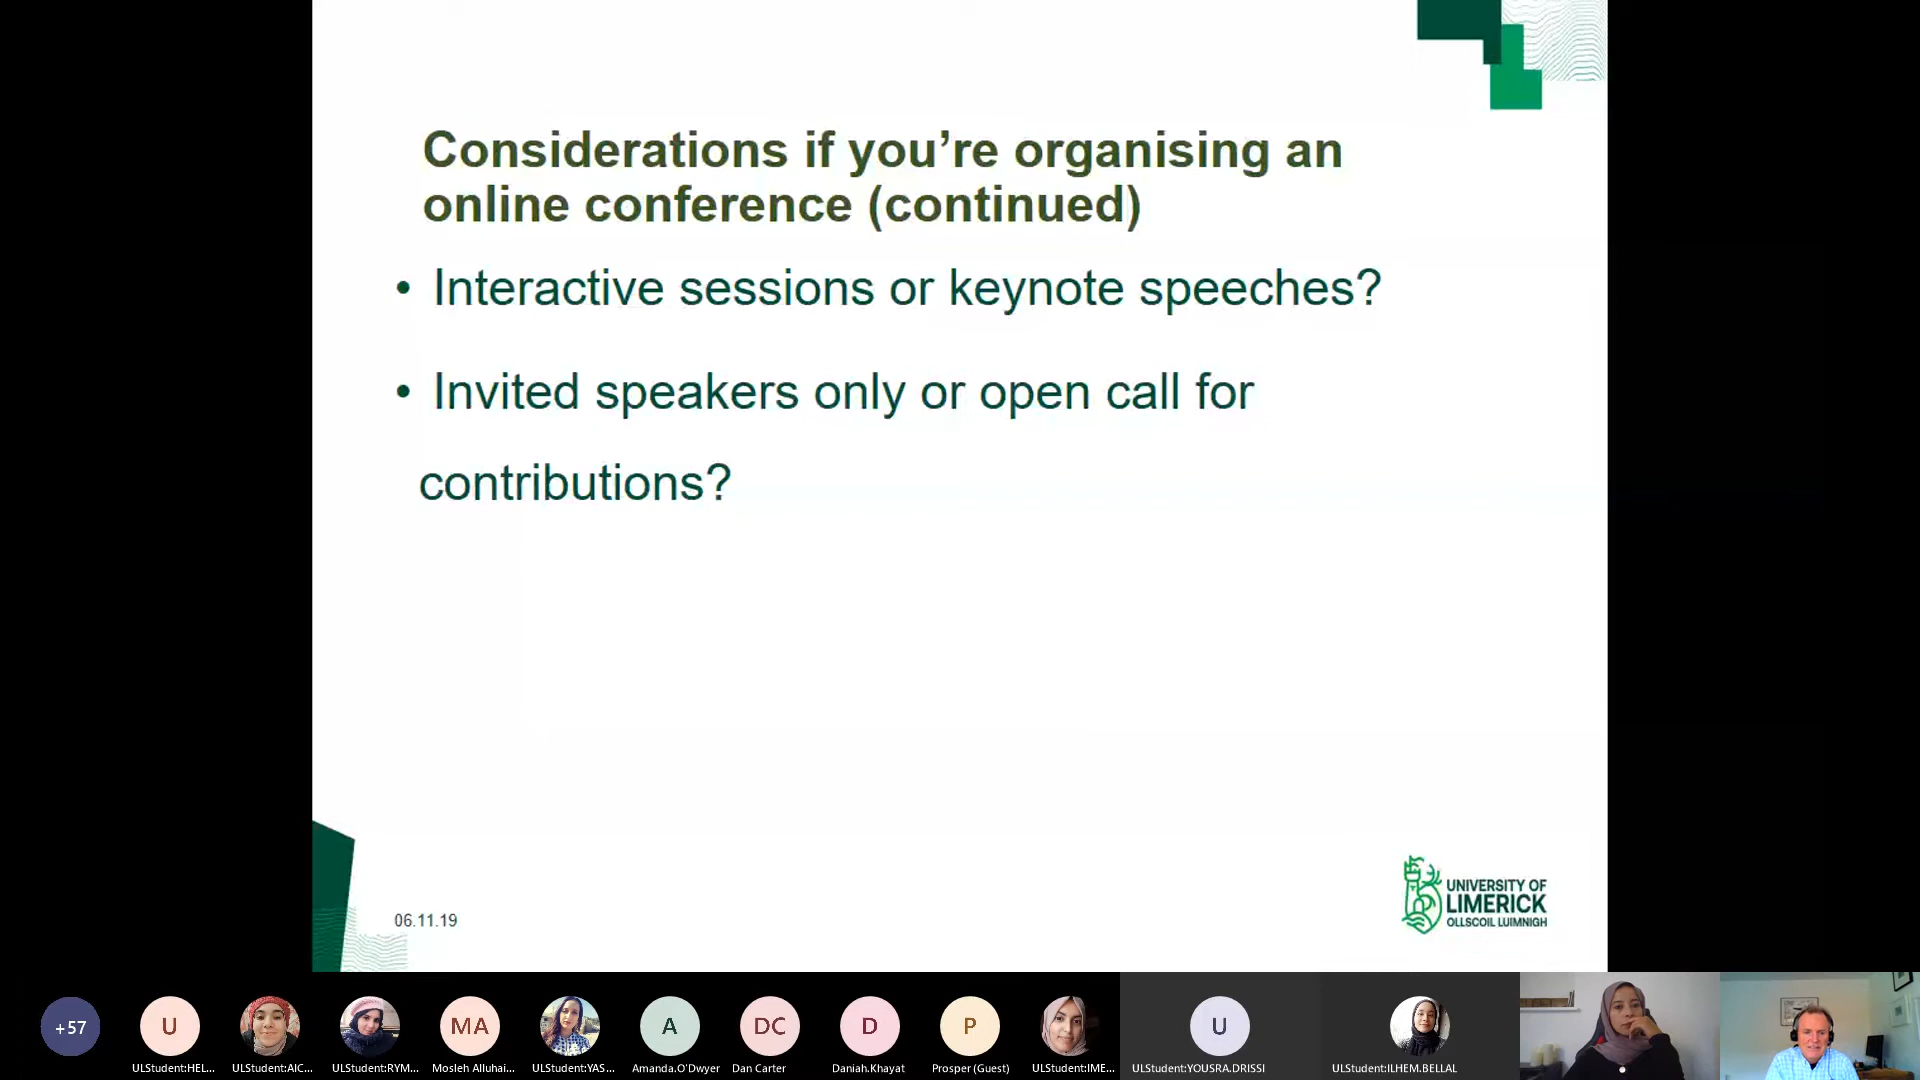 Considerations if you’re organising an
online conference (continued)
• Interactive sessions or keynote speeches?
• Invited speakers only or open call for
contributions?
06.11.19
UNIVERSITY OF
LIMERICK
OLLSCOIL LUIMNIGH
+57
U
MA
A
DC
D
P
U
ULStudent:HEL...
ULStudent:AIC...
ULStudent:RYM...
Mosleh Alluhai...
ULStudent:YAS...
Amanda.O'Dwyer
Dan Carter
Daniah.Khayat
Prosper (Guest)
ULStudent:IME...
ULStudent:YOUSRA.DRISSI
ULStudent:ILHEM.BELLAL